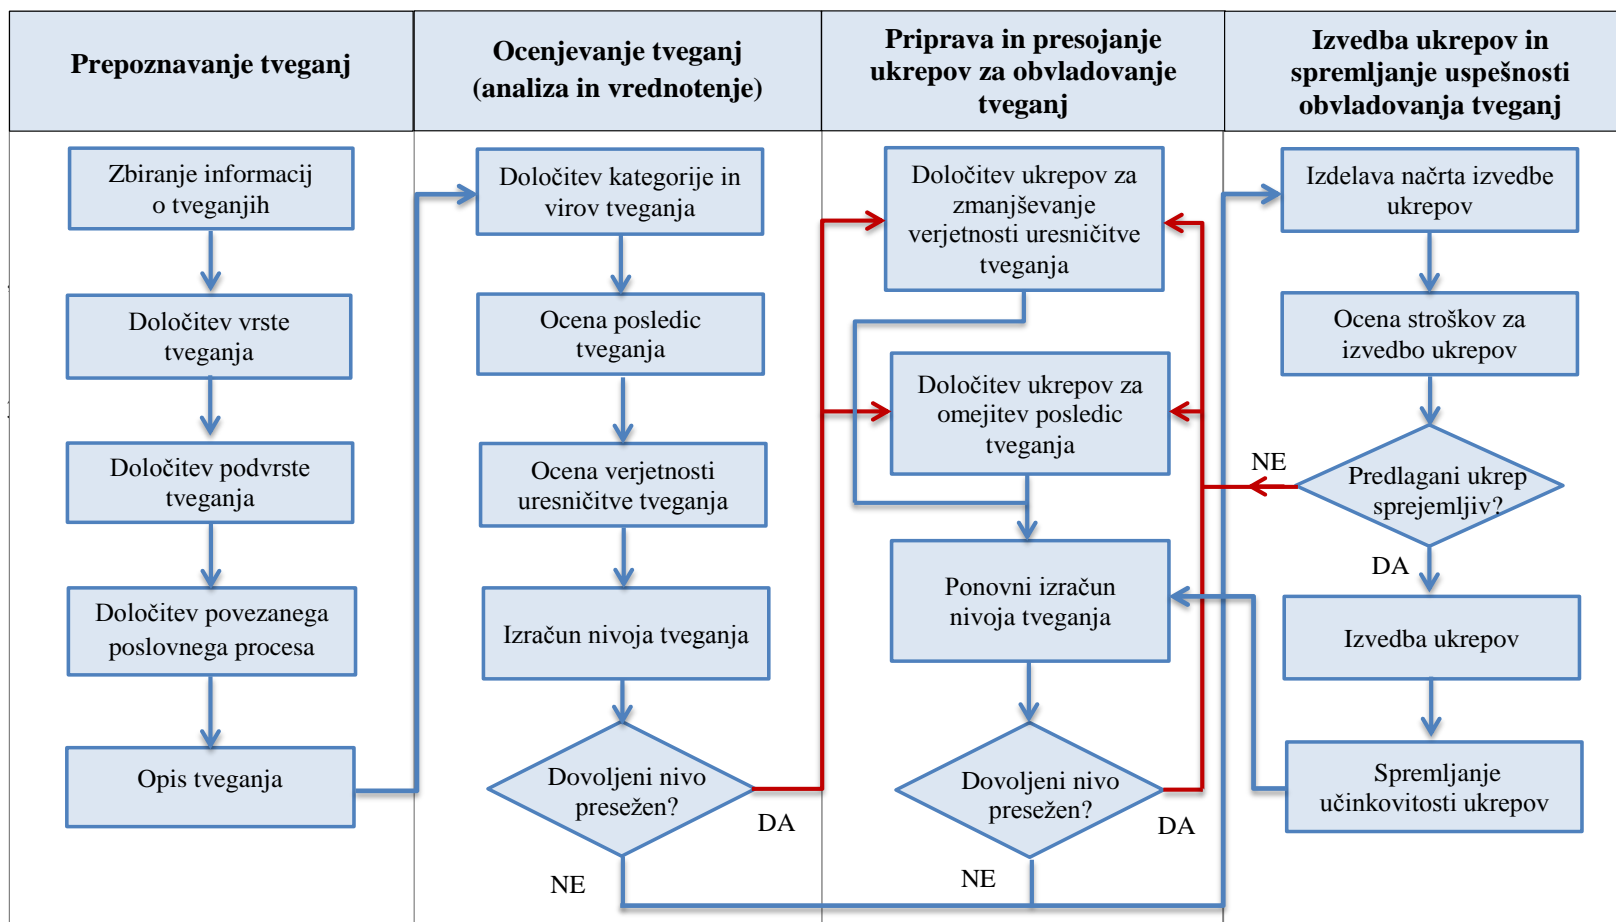 Prepoznavanje tveganj
Ocenjevanje tveganj
(analiza in vrednotenje)
Priprava in presojanje
ukrepov za obvladovanje
tveganj
Izvedba ukrepov in
spremljanje uspešnosti
obvladovanja tveganj
Zbiranje informacij
o tveganjih
Določitev vrste
tveganja
Določitev podvrste
tveganja
Določitev povezanega
poslovnega procesa
Opis tveganja
Določitev kategorije in
virov tveganja
Ocena posledic
tveganja
Ocena verjetnosti
uresničitve tveganja
Izračun nivoja tveganja
Dovoljeni nivo
presežen?
DA
NE
Določitev ukrepov za
zmanjševanje
verjetnosti uresničitve
tveganja
Določitev ukrepov za
omejitev posledic
tveganja
Ponovni izračun
nivoja tveganja
Dovoljeni nivo
presežen?
DA
NE
Izdelava načrta izvedbe
ukrepov
Ocena stroškov za
izvedbo ukrepov
NE
Predlagani ukrep
sprejemljiv?
DA
Izvedba ukrepov
Spremljanje
učinkovitosti ukrepov